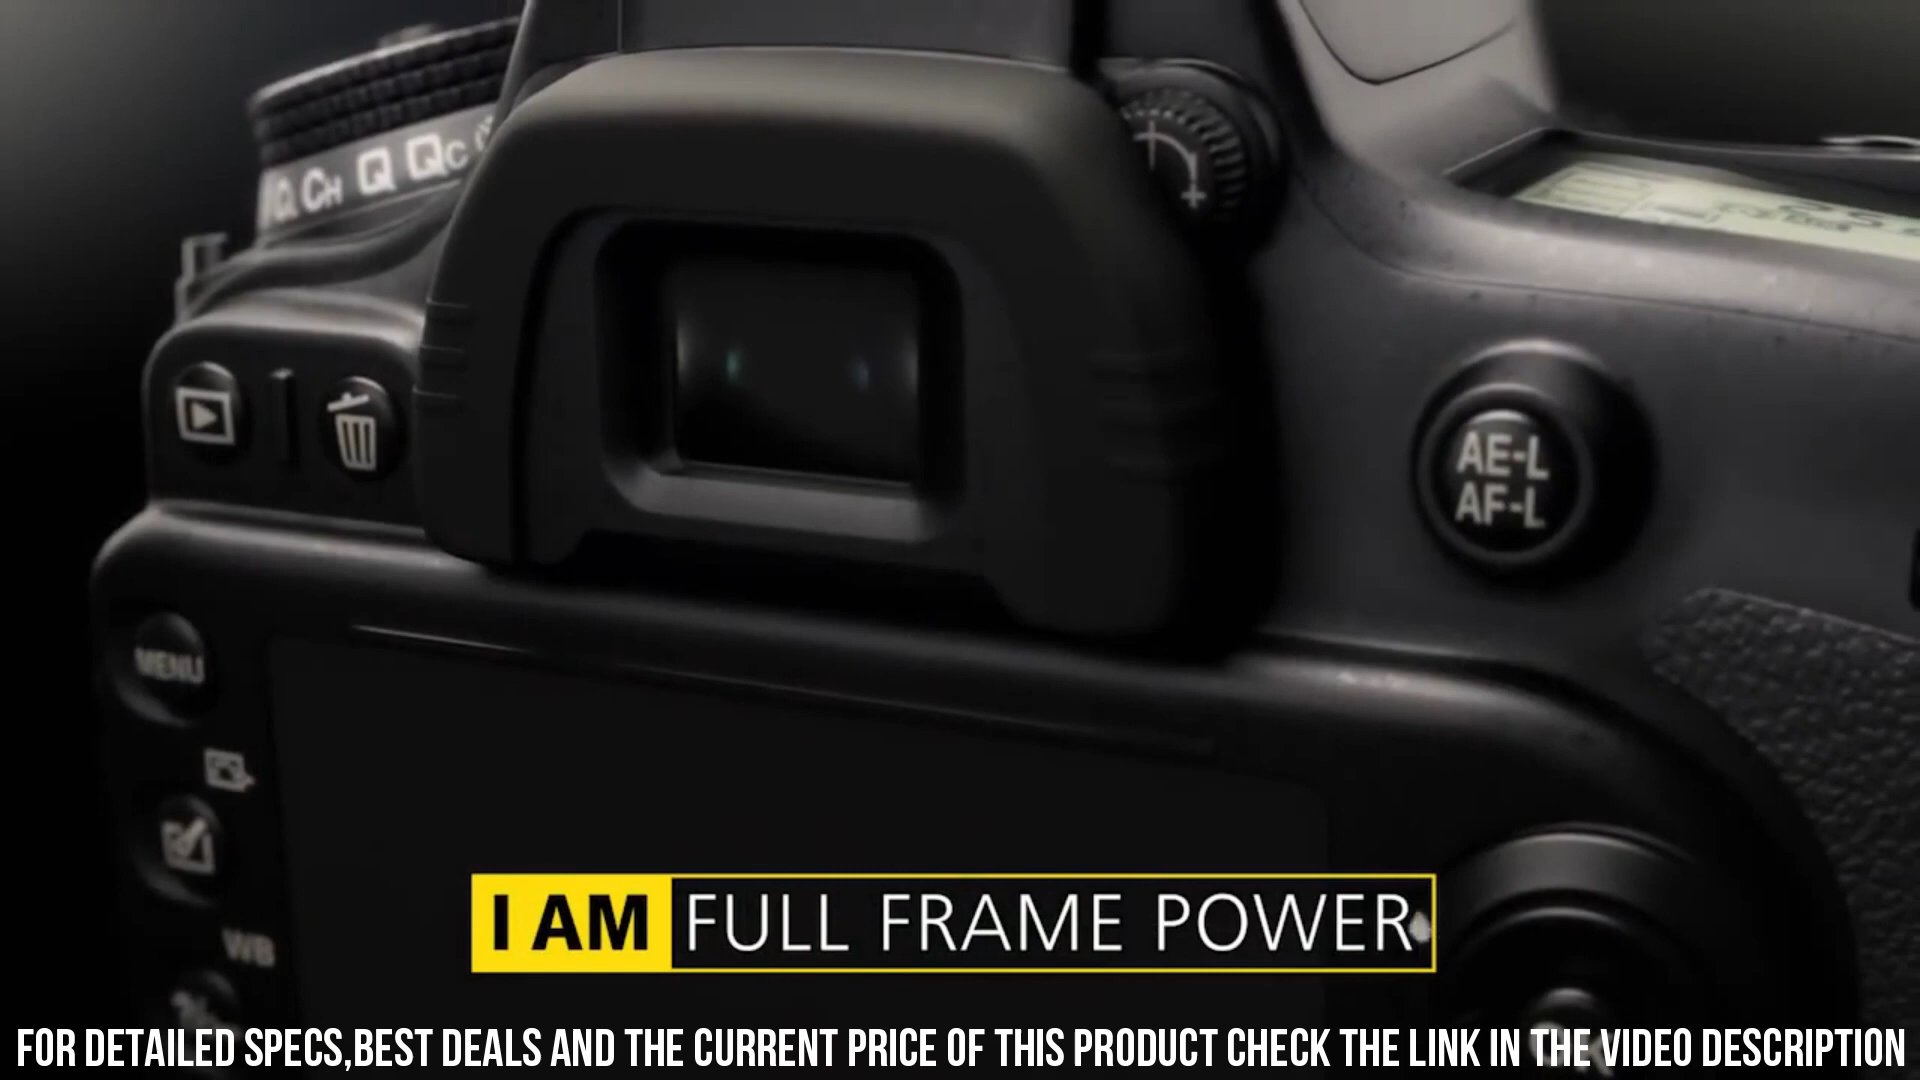 CH Q QC
AE-L
AF-L
MENU
WB
I AM FULL FRAME POWER
FOR DETAILED SPECS,BEST DEALS AND THE CURRENT PRICE OF THIS PRODUCT CHECK THE LINK IN THE VIDEO DESCRIPTION